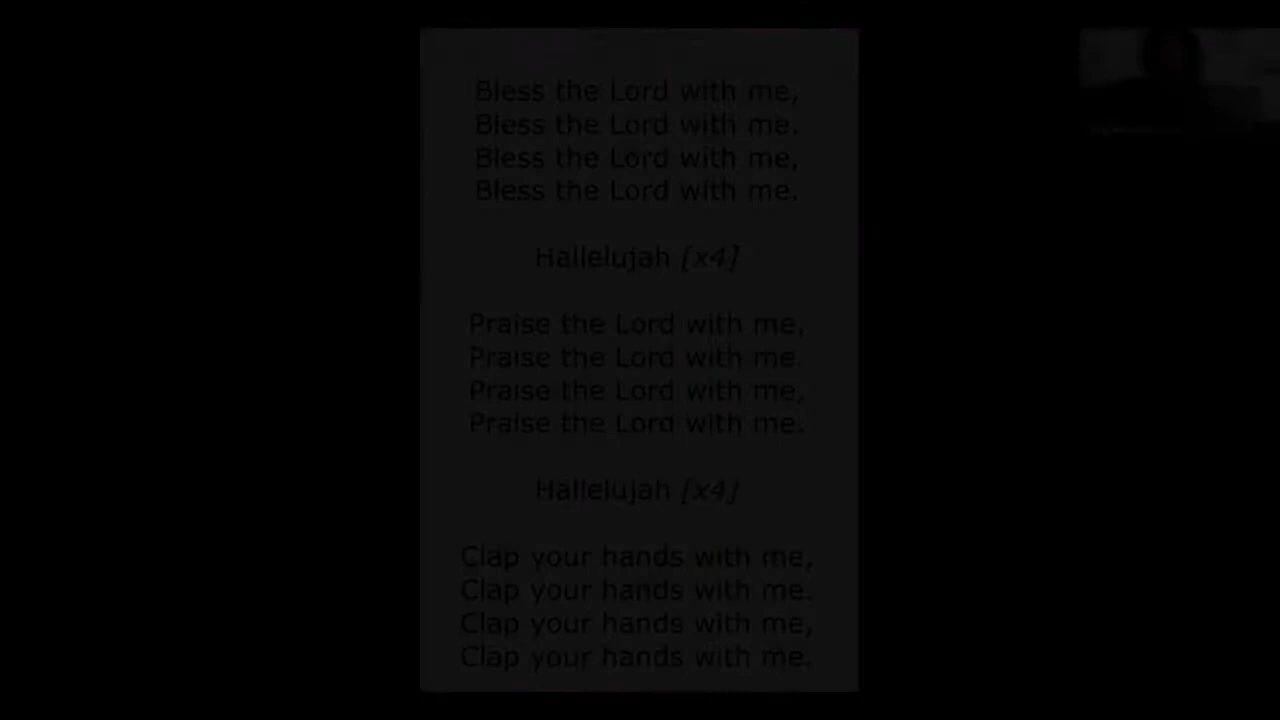 Bless the Lord with me,
Bless the Lord with me.
Bless the Lord with me,
Bless the Lord with me.
Hallelujah [x4]
Praise the Lord with me,
Praise the Lord with me.
Praise the Lord with me,
Praise the Lord with me.
Hallelujah [x4]
Clap your hands with me,
Clap your hands with me.
Clap your hands with me,
Clap your hands with me.